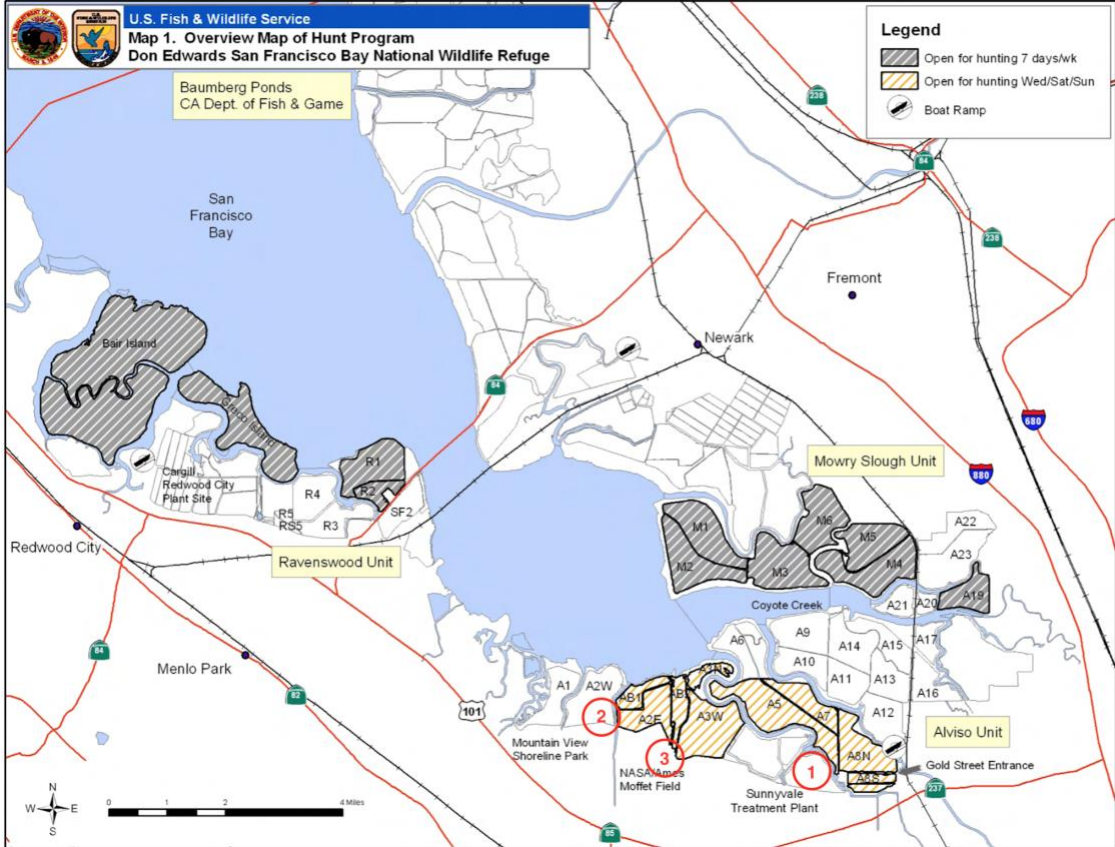 U.S. Fish & Wildlife Service
Map 1. Overview Map of Hunt Program
Don Edwards San Francisco Bay National Wildlife Refuge
Legend
Open for hunting 7 days/wk
Open for hunting Wed/Sat/Sun
Boat Ramp
Baumberg Ponds
CA Dept. of Fish & Game
238
84
238
San
Francisco
Bay
Fremont
Newark
84
680
880
Bair Island
Greco Island
Cargill
Redwood City
Plant Site
R1
R2
R4
R5
RS5
R3
SF2
Redwood City
Ravenswood Unit
Mowry Slough Unit
M1
M2
M3
M6
M5
M4
A22
A23
A19
A21
A20
Coyote Creek
A17
A16
A6
A9
A10
A14
A15
A11
A13
A12
84
Menlo Park
82
101
A1
A2W
AB1
A2E
A3W
A5
A7
A8N
A8S
2
3
1
Mountain View
Shoreline Park
NASA/Ames
Moffet Field
Sunnyvale
Treatment Plant
Alviso Unit
Gold Street Entrance
237
85
N
W
E
S
0
1
2
4 Miles